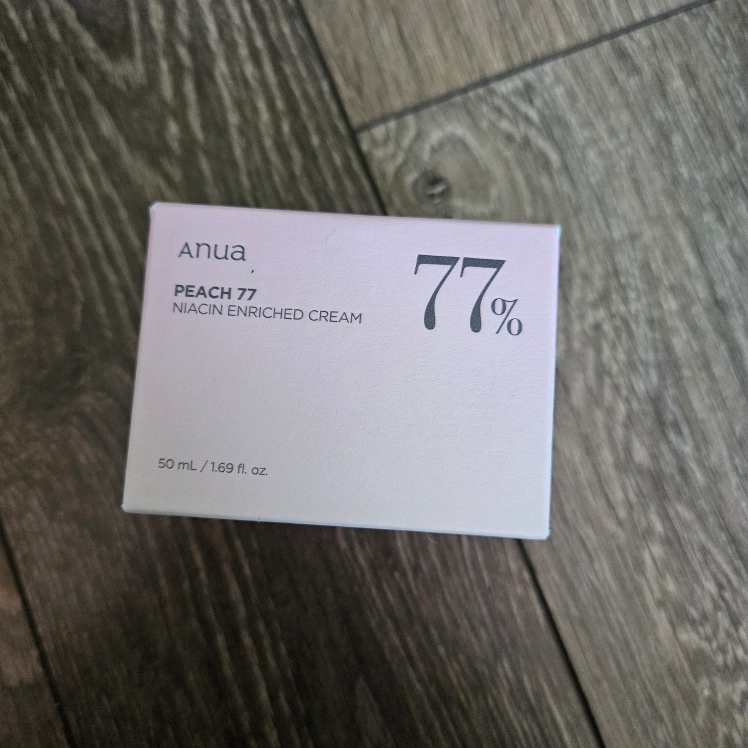 Anua
PEACH 77
NIACIN ENRICHED CREAM
77%
50 mL / 1.69 fl. oz.